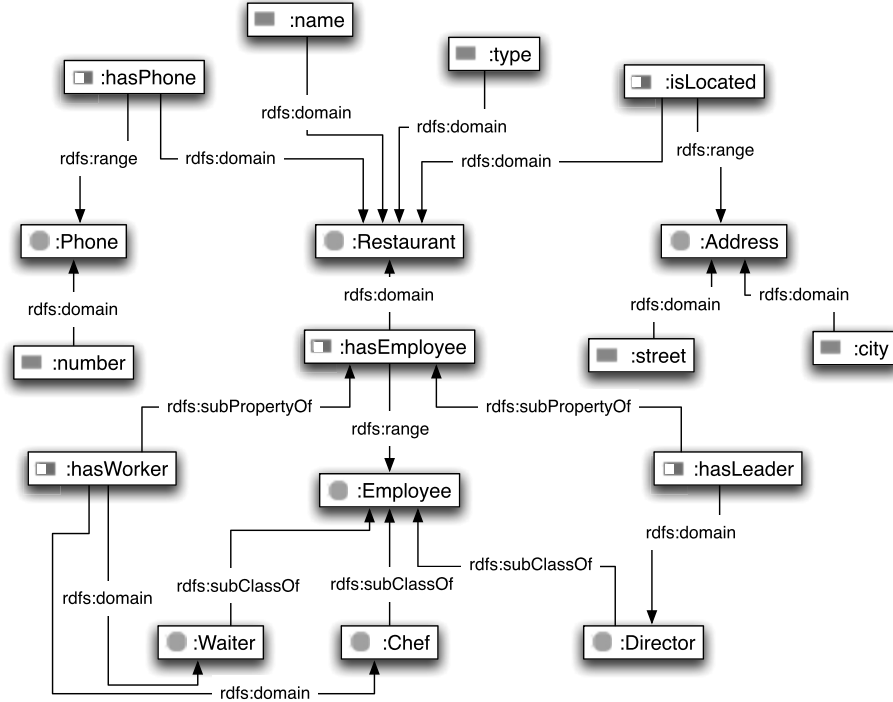 :name
:type
:hasPhone
:isLocated
rdfs:domain
rdfs:domain
rdfs:range
rdfs:domain
rdfs:domain
rdfs:range
:Phone
:Restaurant
:Address
rdfs:domain
rdfs:domain
rdfs:domain
rdfs:domain
:number
:hasEmployee
:street
:city
rdfs:subPropertyOf
rdfs:subPropertyOf
rdfs:range
:hasWorker
:hasLeader
:Employee
rdfs:domain
rdfs:subClassOf
rdfs:subClassOf
rdfs:subClassOf
rdfs:domain
:Waiter
:Chef
:Director
rdfs:domain